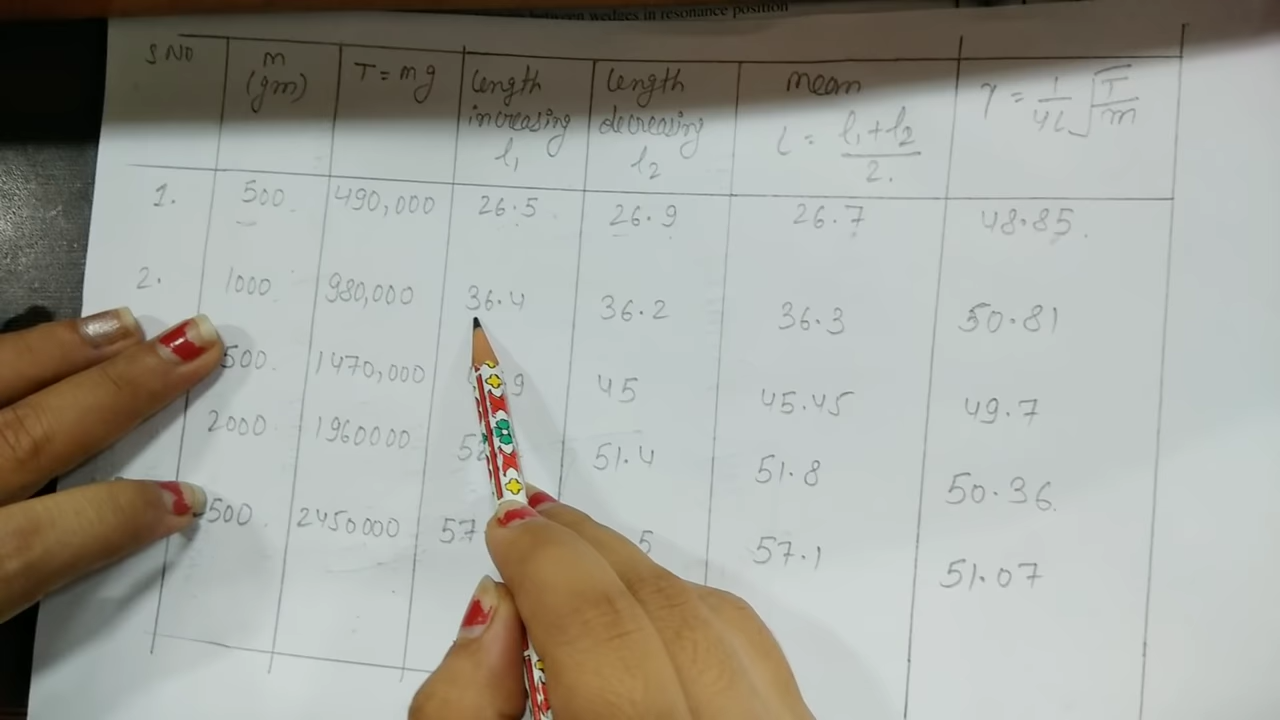 between wedges in resonance position
S NO m (gm) T = mg length increasing l₁ length decreasing l₂ mean L = l₁+l₂/2. γ = 1/4L √T/m
1. 500 490,000 26.5 26.9 26.7 48.85
2. 1000 980,000 36.4 36.2 36.3 50.81
500 1470,000 9 45 45.45 49.7
2000 1960000 51.4 51.8 50.36
500 2450000 57 5 57.1 51.07